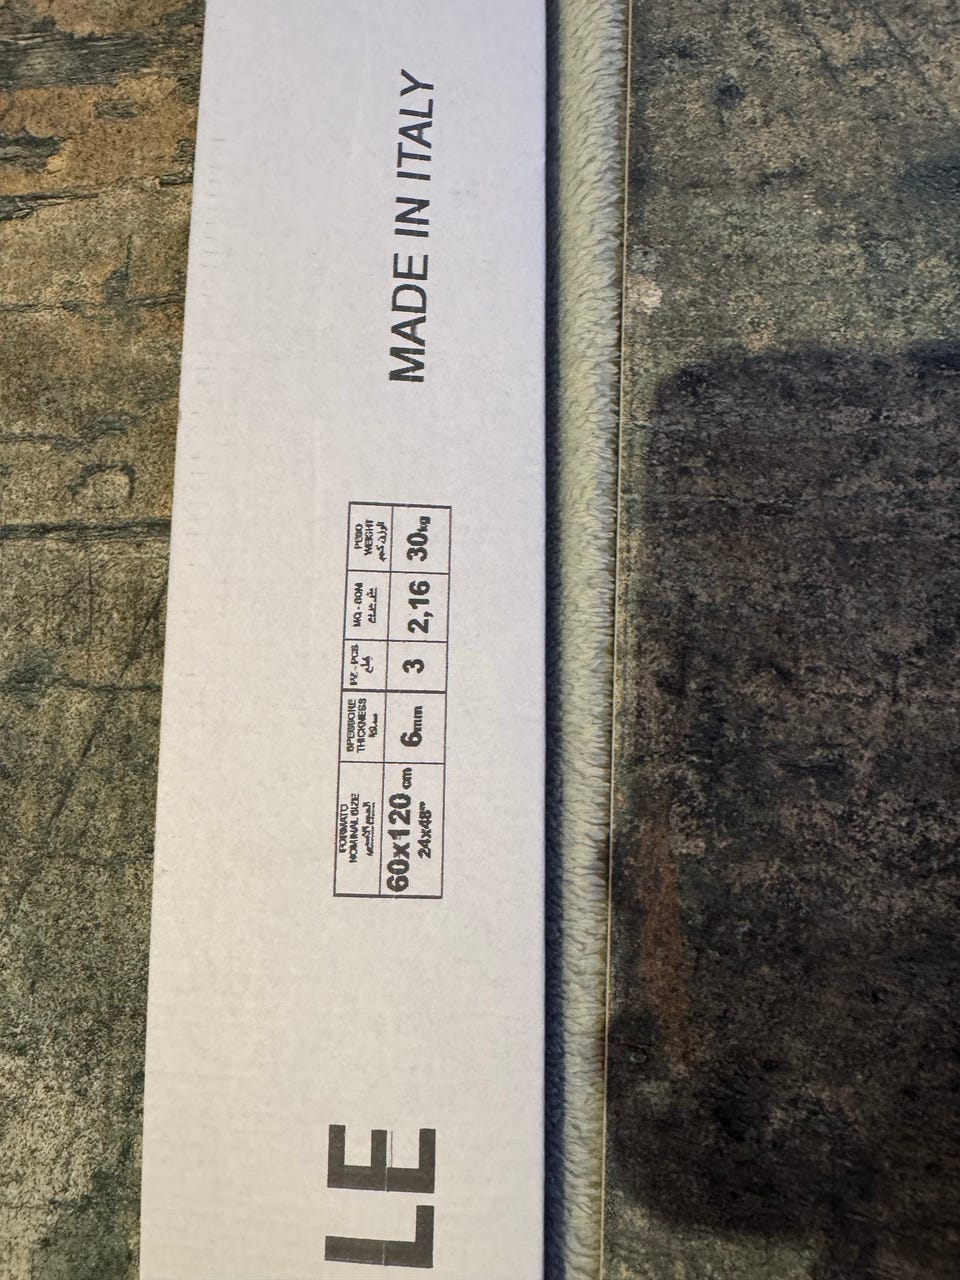 LE
FORMATO
NOMINAL SIZE
SPESSORE
THICKNESS
PZ - PCS
MQ - SQM
PESO
WEIGHT
60x120 cm
24x48""
6mm
3
2,16
30kg
MADE IN ITALY